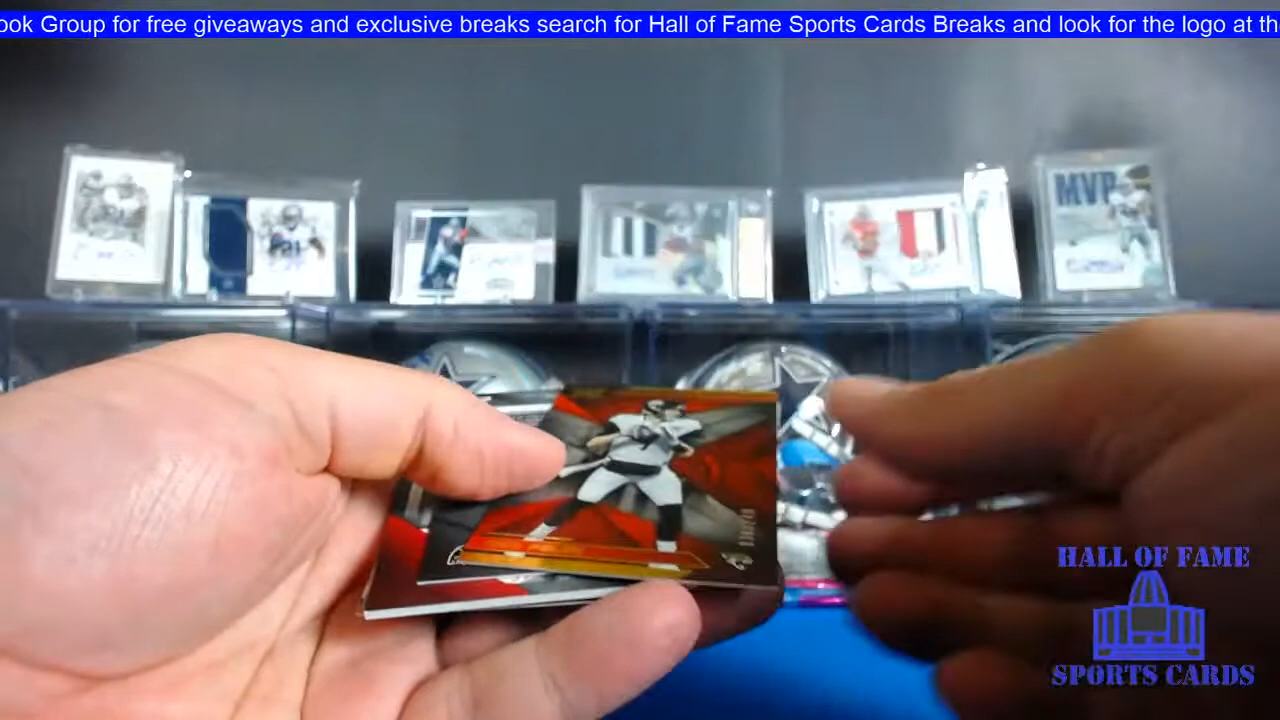 ook Group for free giveaways and exclusive breaks search for Hall of Fame Sports Cards Breaks and look for the logo at th
MVP
21
HALL OF FAME
SPORTS CARDS